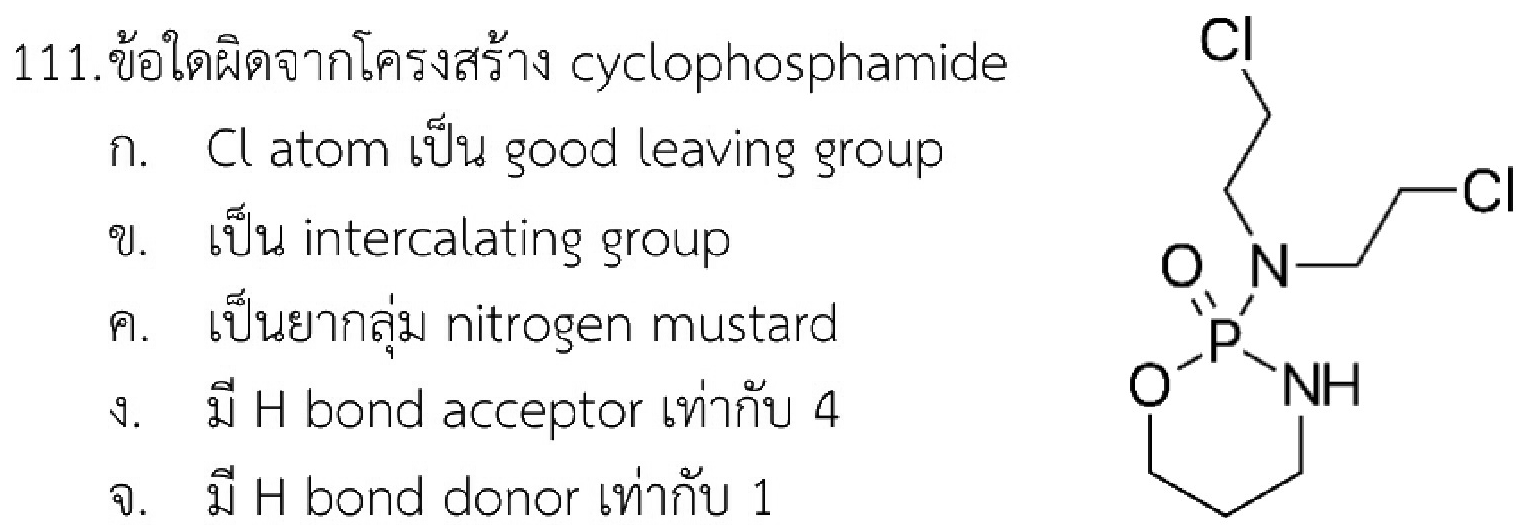 111.ข้อใดผิดจากโครงสร้าง cyclophosphamide
ก. Cl atom เป็น good leaving group
ข. เป็น intercalating group
ค. เป็นยากลุ่ม nitrogen mustard
ง. มี H bond acceptor เท่ากับ 4
จ. มี H bond donor เท่ากับ 1
Cl
Cl
O N
P
O NH